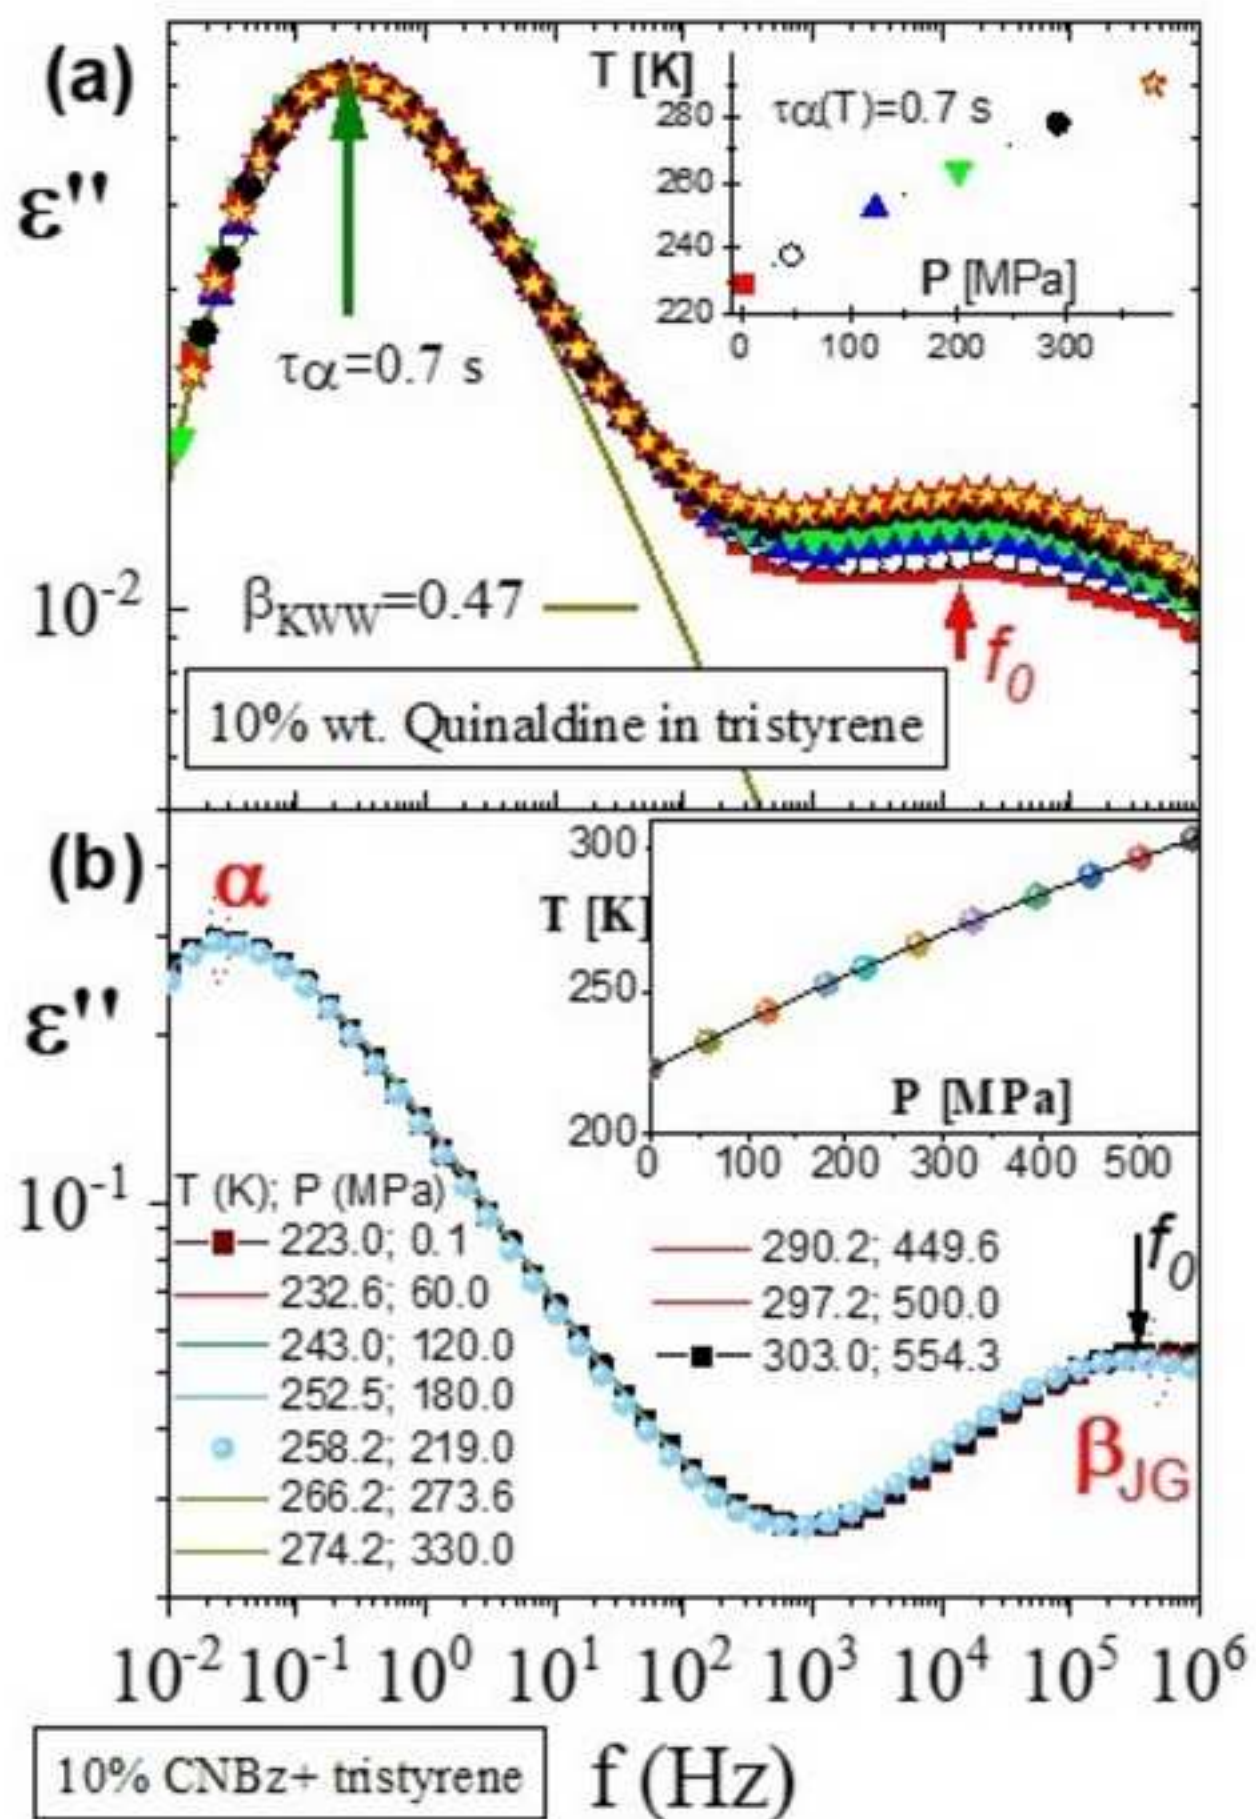 (a)
ε''
T [K]
τα(T)=0.7 s
280
260
240
220
P [MPa]
0 100 200 300
τα=0.7 s
10-2
βKWW=0.47
f0
10% wt. Quinaldine in tristyrene
(b)
α
ε''
300
T [K]
250
200
P [MPa]
0 100 200 300 400 500
10-1
T (K); P (MPa)
223.0; 0.1
232.6; 60.0
243.0; 120.0
252.5; 180.0
258.2; 219.0
266.2; 273.6
274.2; 330.0
290.2; 449.6
297.2; 500.0
303.0; 554.3
f0
βJG
10-2 10-1 100 101 102 103 104 105 106
10% CNBz+ tristyrene
f (Hz)